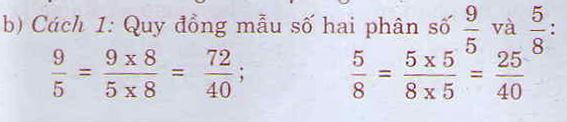 b) Cách 1: Quy đồng mẫu số hai phân số 9/5 và 5/8:
9/5 = 9 x 8 / 5 x 8 = 72/40; 5/8 = 5 x 5 / 8 x 5 = 25/40